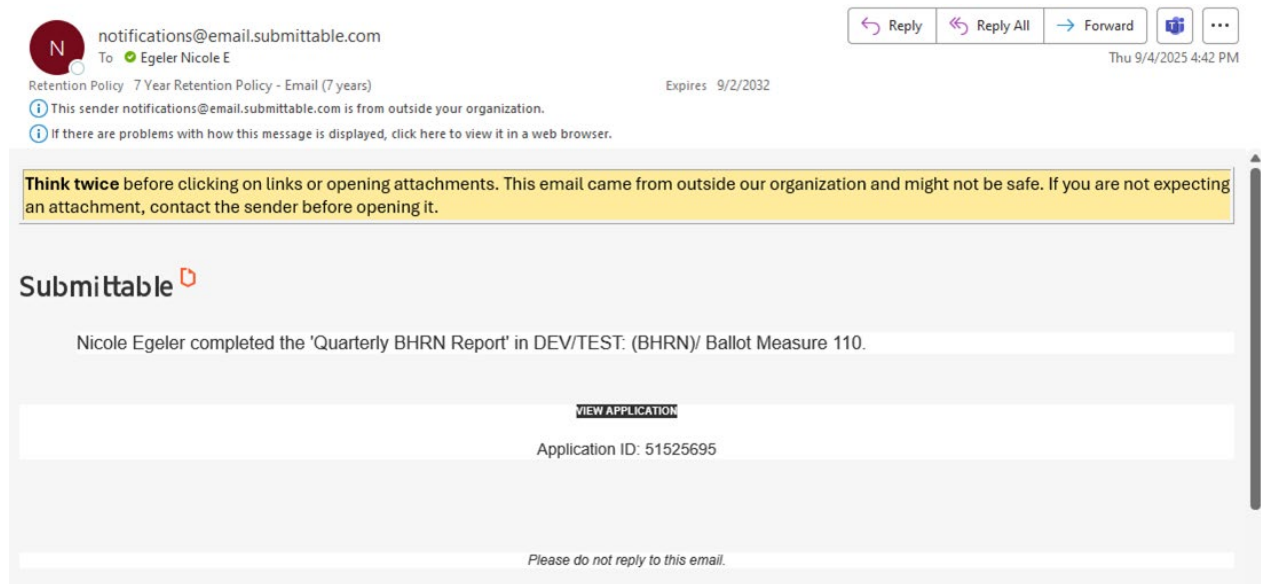 N
notifications@email.submittable.com
To Egeler Nicole E
Reply
Reply All
Forward
Thu 9/4/2025 4:42 PM
Retention Policy 7 Year Retention Policy - Email (7 years) Expires 9/2/2032
This sender notifications@email.submittable.com is from outside your organization.
If there are problems with how this message is displayed, click here to view it in a web browser.
Think twice before clicking on links or opening attachments. This email came from outside our organization and might not be safe. If you are not expecting
an attachment, contact the sender before opening it.
Submittable
Nicole Egeler completed the 'Quarterly BHRN Report' in DEV/TEST: (BHRN)/ Ballot Measure 110.
VIEW APPLICATION
Application ID: 51525695
Please do not reply to this email.